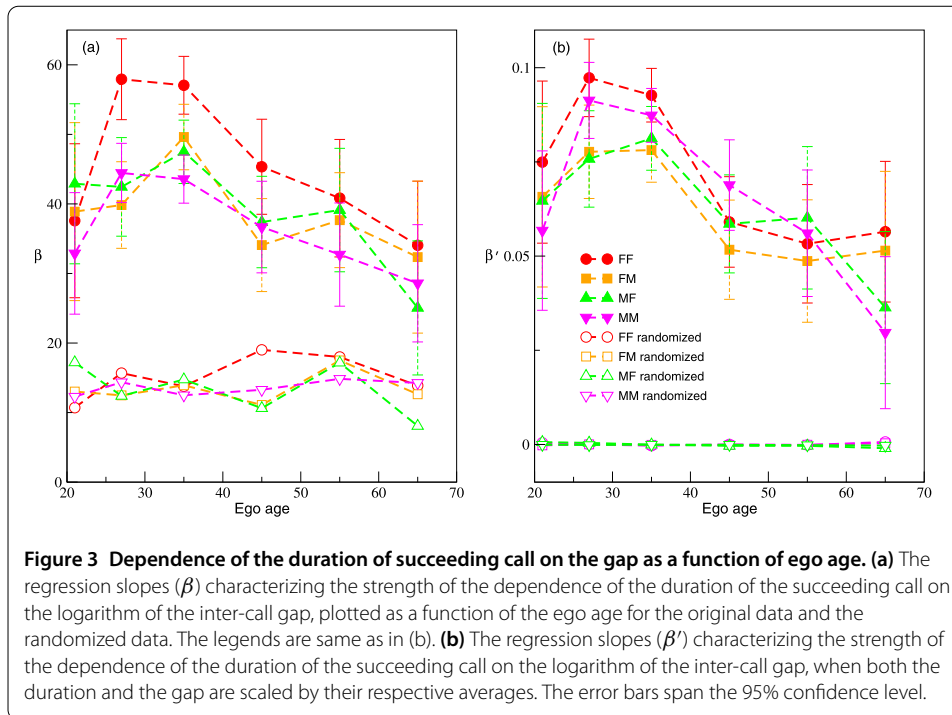 (a)
60
40
β
20
0
20 30 40 50 60 70
Ego age
(b)
0.1
β′ 0.05
0
FF
FM
MF
MM
FF randomized
FM randomized
MF randomized
MM randomized
20 30 40 50 60 70
Ego age
Figure 3 Dependence of the duration of succeeding call on the gap as a function of ego age. (a) The
regression slopes (β) characterizing the strength of the dependence of the duration of the succeeding call on
the logarithm of the inter-call gap, plotted as a function of the ego age for the original data and the
randomized data. The legends are same as in (b). (b) The regression slopes (β′) characterizing the strength of
the dependence of the duration of the succeeding call on the logarithm of the inter-call gap, when both the
duration and the gap are scaled by their respective averages. The error bars span the 95% confidence level.